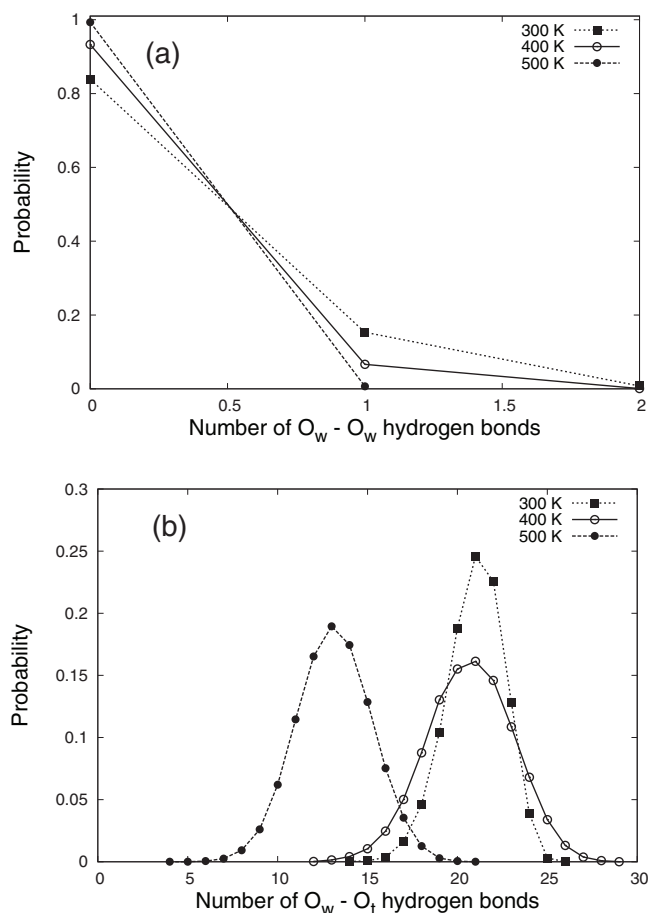 (a)
300 K
400 K
500 K
Probability
1
0.8
0.6
0.4
0.2
0
0 0.5 1 1.5 2
Number of Ow - Ow hydrogen bonds
(b)
300 K
400 K
500 K
Probability
0.3
0.25
0.2
0.15
0.1
0.05
0
0 5 10 15 20 25 30
Number of Ow - Ot hydrogen bonds